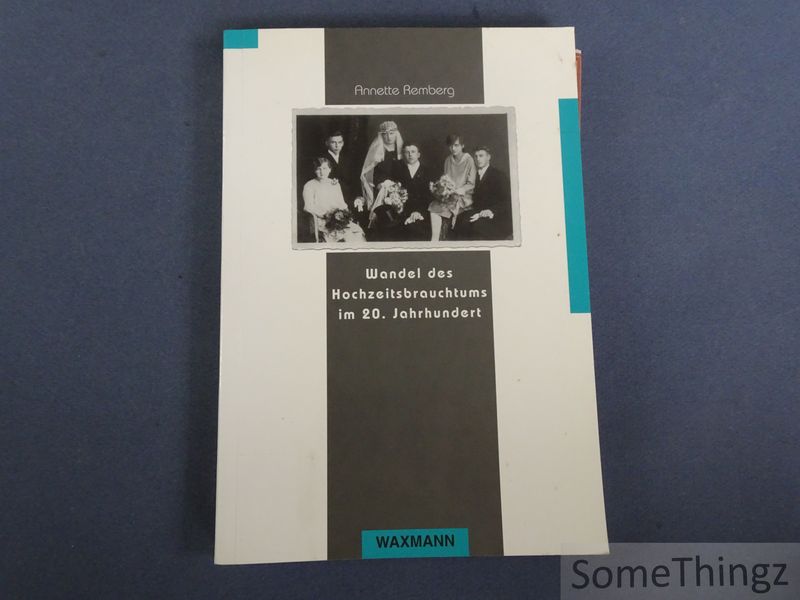 Annette Remberg
Wandel des
Hochzeitsbrauchtums
im 20. Jahrhundert
WAXMANN
SomeThingz